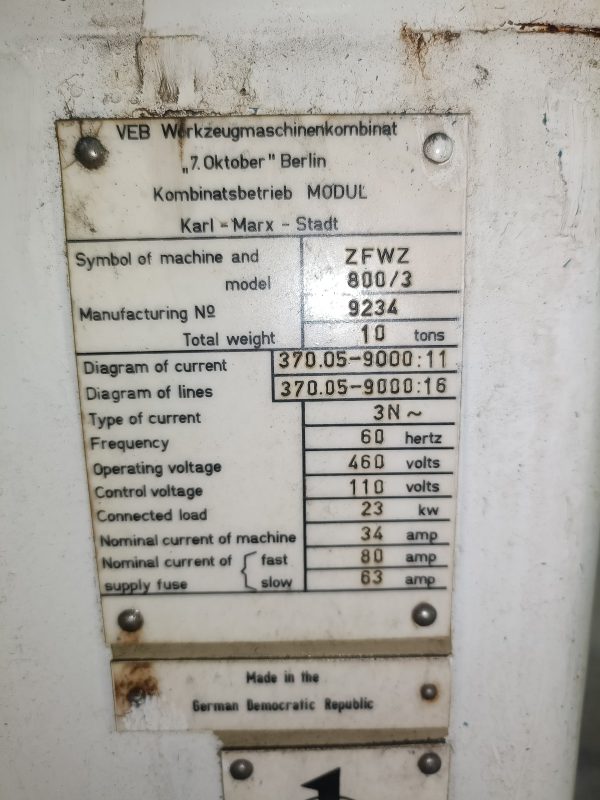 VEB Werkzeugmaschinenkombinat
„7. Oktober" Berlin
Kombinatsbetrieb MODUL
Karl-Marx-Stadt
Symbol of machine and model ZFWZ 800/3
Manufacturing Nº 9234
Total weight 10 tons
Diagram of current 370.05-9000:11
Diagram of lines 370.05-9000:16
Type of current 3N~
Frequency 60 hertz
Operating voltage 460 volts
Control voltage 110 volts
Connected load 23 kw
Nominal current of machine 34 amp
Nominal current of supply fuse { fast 80 amp
slow 63 amp
Made in the
German Democratic Republic